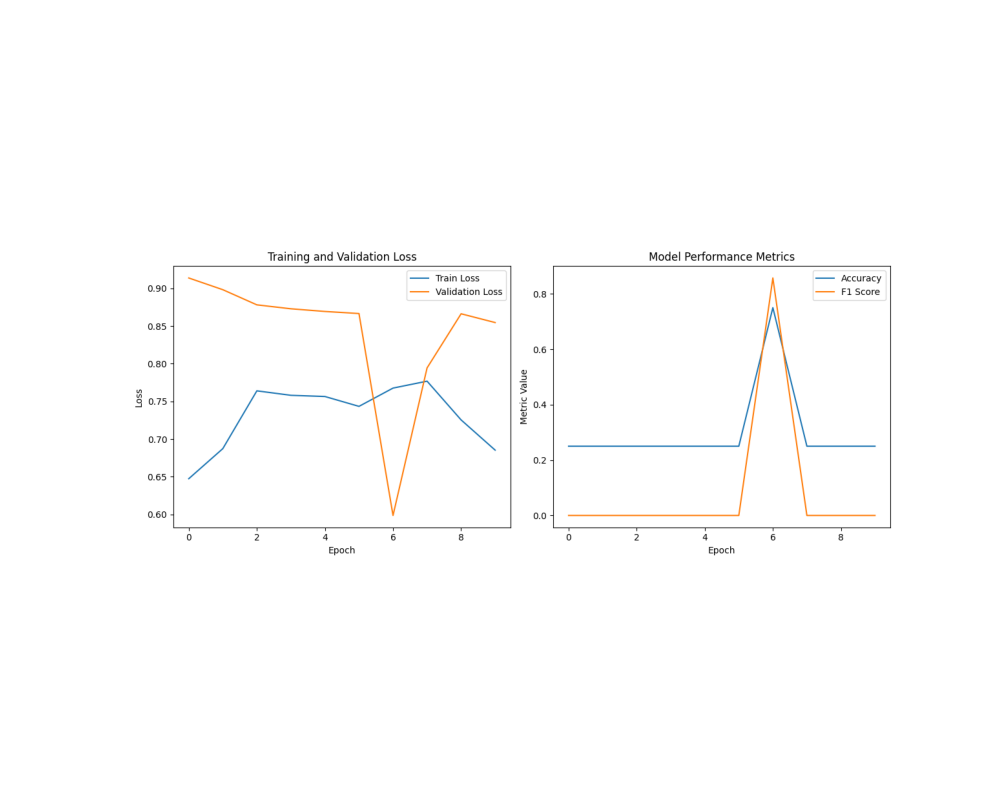 Training and Validation Loss
Train Loss
Validation Loss
0.90
0.85
0.80
0.75
0.70
0.65
0.60
Loss
0 2 4 6 8
Epoch
Model Performance Metrics
Accuracy
F1 Score
0.8
0.6
0.4
0.2
0.0
Metric Value
0 2 4 6 8
Epoch